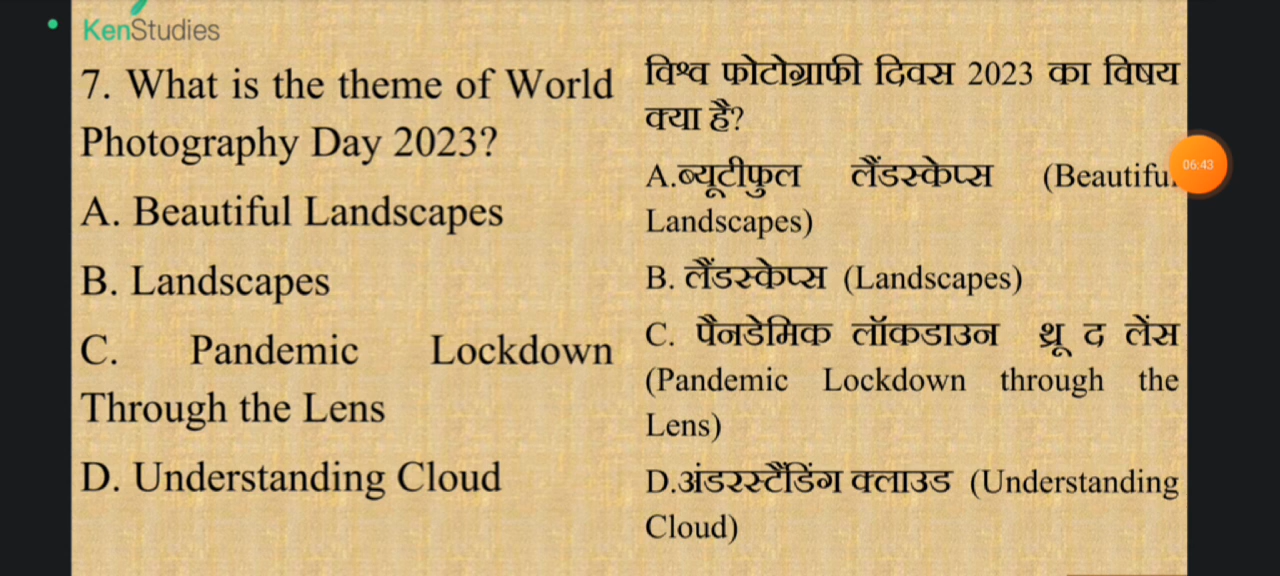 KenStudies
7. What is the theme of World
Photography Day 2023?
A. Beautiful Landscapes
B. Landscapes
C. Pandemic Lockdown
Through the Lens
D. Understanding Cloud
विश्व फोटोग्राफी दिवस 2023 का विषय
क्या है?
A.ब्यूटीफुल लैंडस्केप्स (Beautiful
Landscapes)
B. लैंडस्केप्स (Landscapes)
C. पैनडेमिक लॉकडाउन थ्रू द लेंस
(Pandemic Lockdown through the
Lens)
D.अंडरस्टैंडिंग क्लाउड (Understanding
Cloud)
06:43